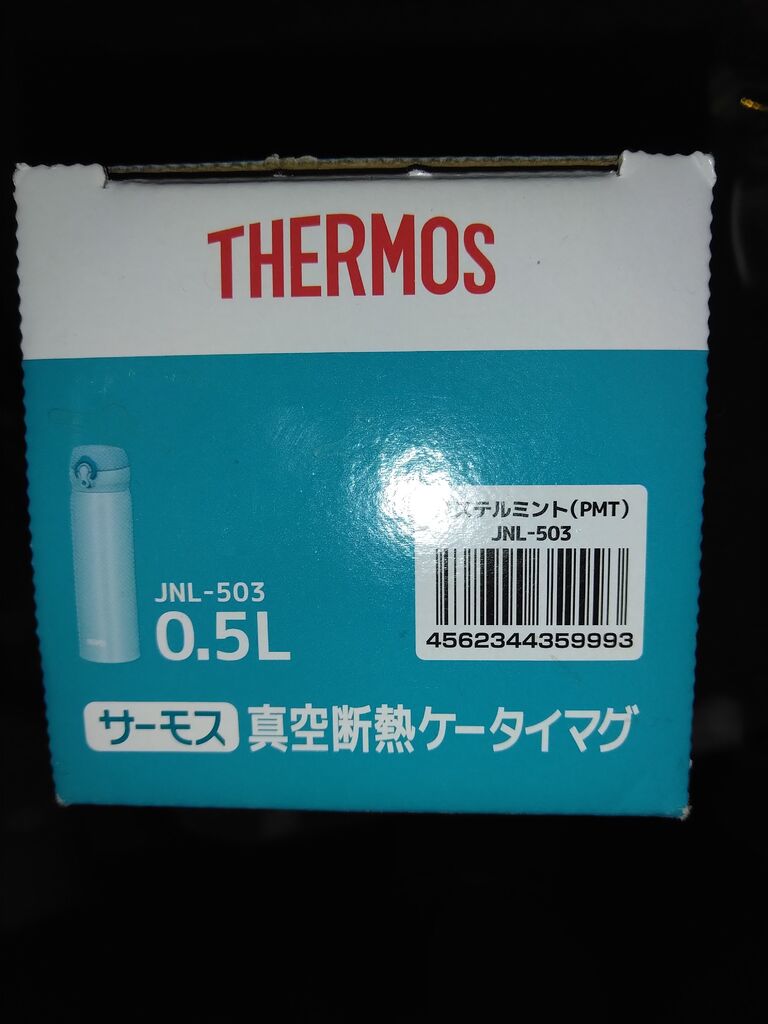 THERMOS
ステルミント(PMT)
JNL-503
4562344359993
JNL-503
0.5L
サーモス 真空断熱ケータイマグ